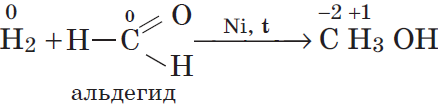 0 0 O −2 +1
H₂ + H — C Ni, t C H₃ OH
H
альдегид